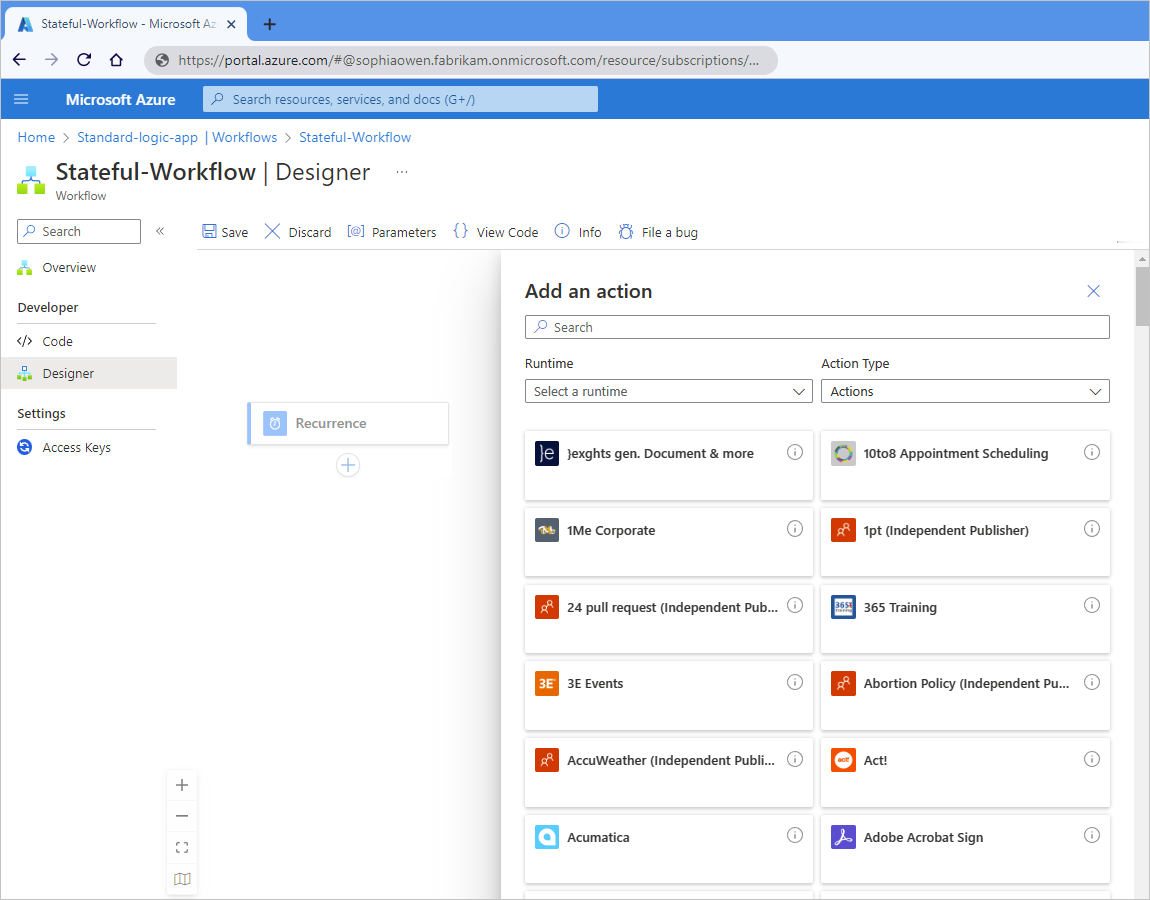 Stateful-Workflow - Microsoft Az
https://portal.azure.com/#@sophiaowen.fabrikam.onmicrosoft.com/resource/subscriptions/...
Microsoft Azure
Search resources, services, and docs (G+/)
Home > Standard-logic-app | Workflows > Stateful-Workflow
Stateful-Workflow | Designer ...
Workflow
Search «
Save Discard Parameters View Code Info File a bug
Overview
Developer
Code
Designer
Settings
Access Keys
Recurrence
Add an action
Search
Runtime Action Type
Select a runtime Actions
}exghts gen. Document & more
10to8 Appointment Scheduling
1Me Corporate
1pt (Independent Publisher)
24 pull request (Independent Pub...
365 Training
3E Events
Abortion Policy (Independent Pu...
AccuWeather (Independent Publi...
Act!
Acumatica
Adobe Acrobat Sign